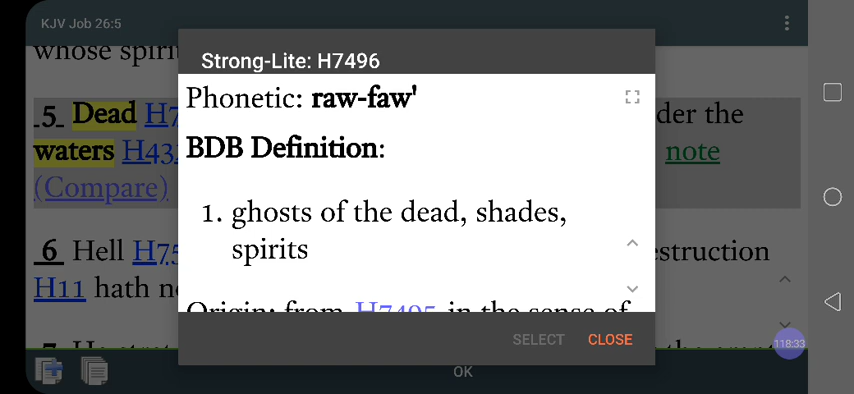 KJV Job 26:5
whose spiri
Strong-Lite: H7496
Phonetic: raw-faw'
BDB Definition:
1. ghosts of the dead, shades,
spirits
Origin: from H7495 in the sense of
5 Dead H7 der the
waters H43 note
(Compare)
6 Hell H75 estruction
H11 hath n
SELECT CLOSE
118:33
OK